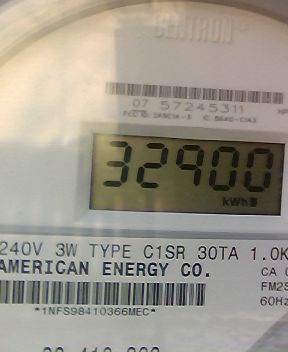 CENTRON
07 57245311
32900
kWh
240V 3W TYPE C1SR 30TA 1.0K
AMERICAN ENERGY CO.
CA
FM2S
60Hz
*1NFS98410366MEC*